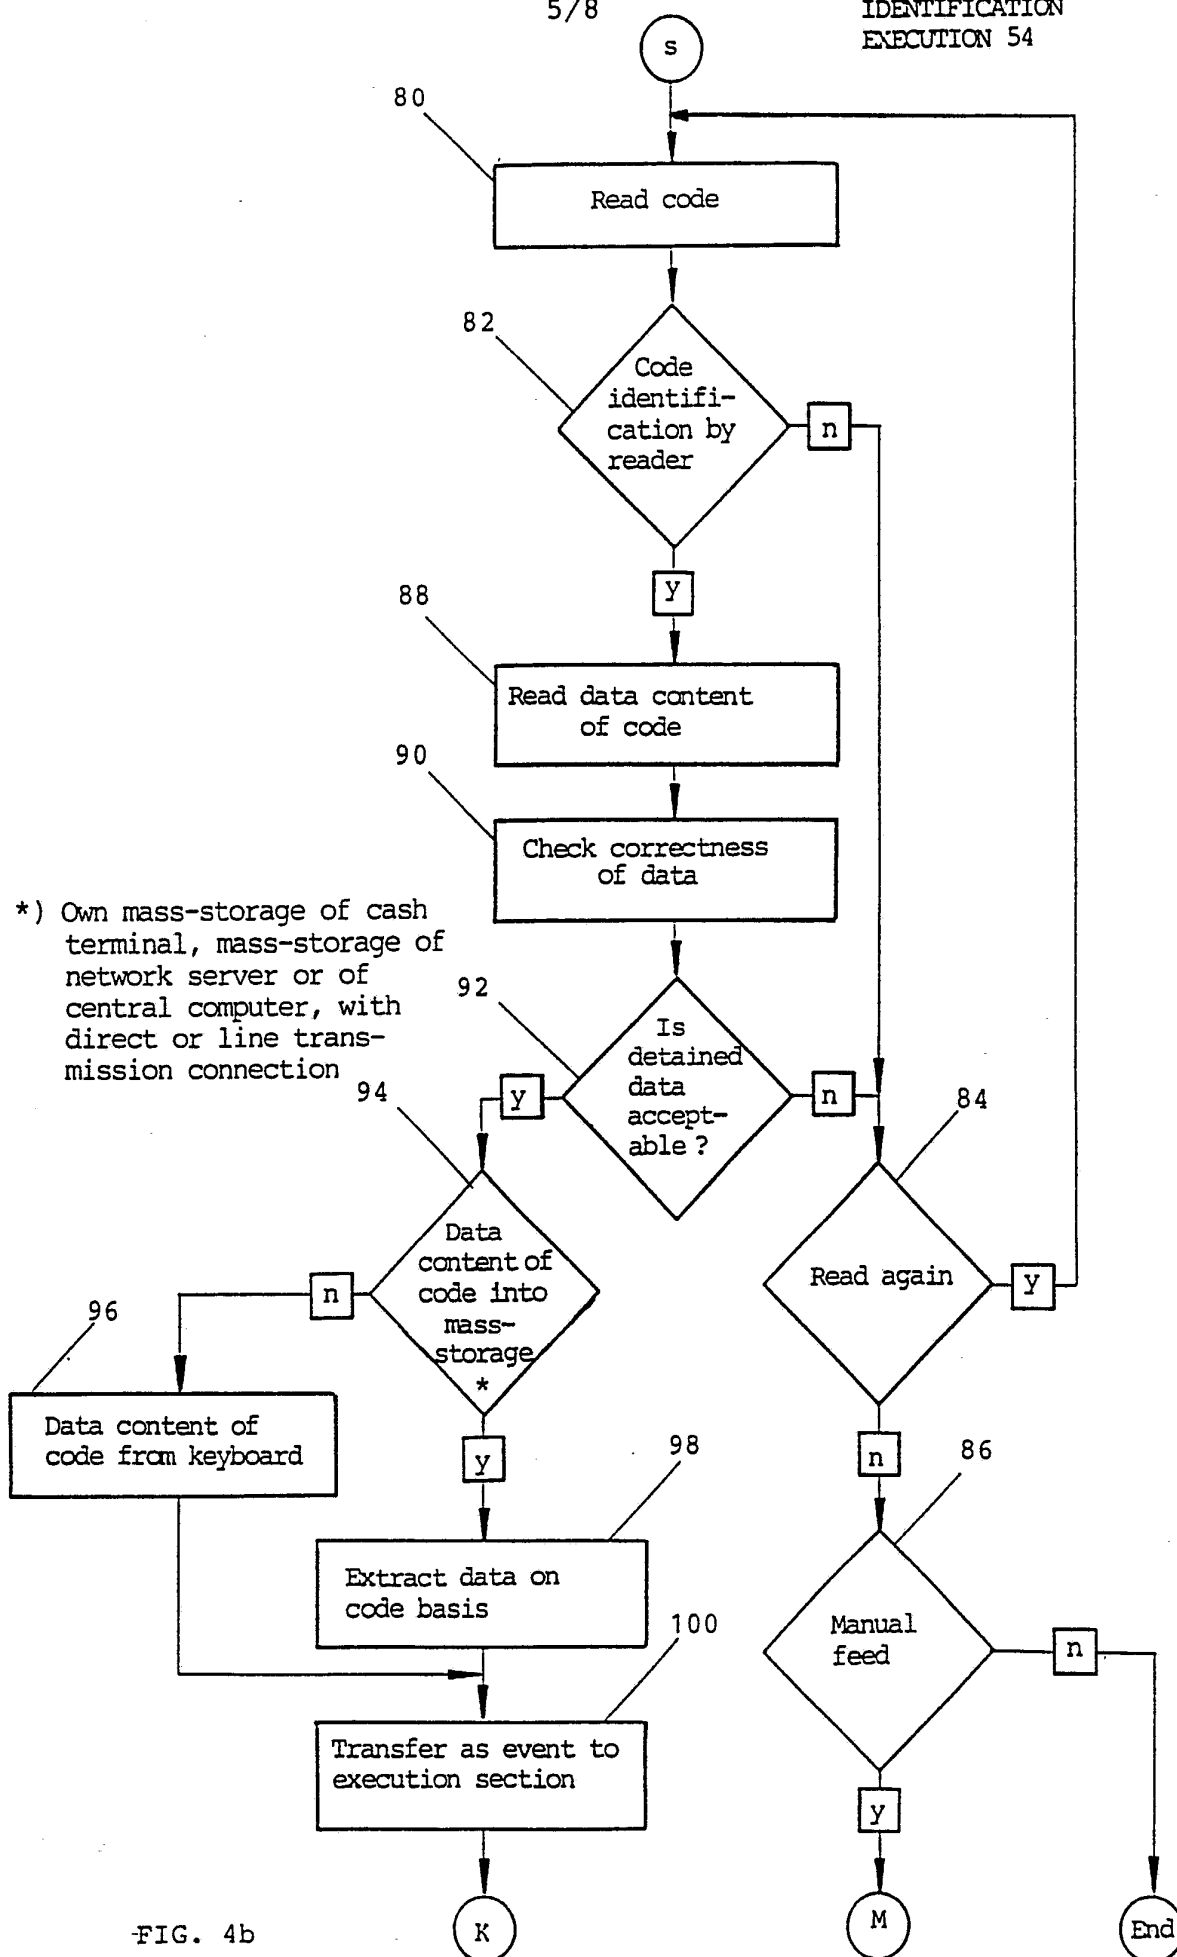 5/8
IDENTIFICATION
EXECUTION 54
s
80
Read code
82
Code
identifi-
cation by
reader
n
y
88
Read data content
of code
90
Check correctness
of data
*) Own mass-storage of cash
terminal, mass-storage of
network server or of
central computer, with
direct or line trans-
mission connection
92
Is
detained
data
accept-
able ?
y
n
94
84
Data
content of
code into
mass-
storage
*
Read again
n
y
96
Data content of
code from keyboard
y
98
n
86
Extract data on
code basis
Manual
feed
n
100
Transfer as event to
execution section
y
K
M
End
FIG. 4b